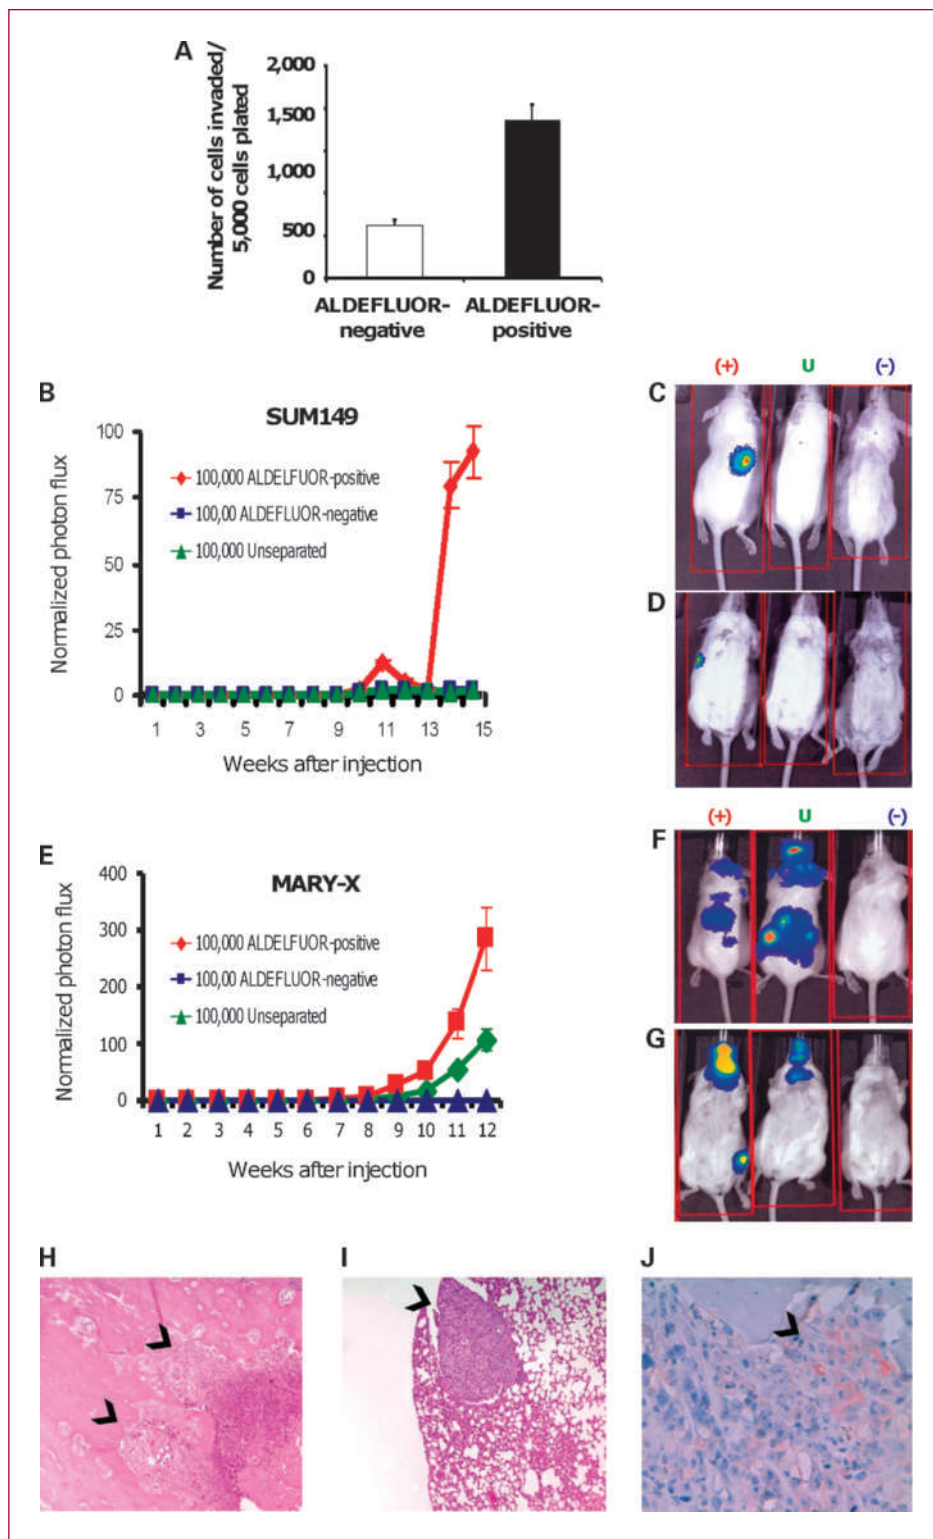 A
Number of cells invaded/
5,000 cells plated
2,000
1,500
1,000
500
0
ALDEFLUOR-
negative
ALDEFLUOR-
positive
B
SUM149
Normalized photon flux
100
75
50
25
0
100,000 ALDELFUOR-positive
100,00 ALDEFLUOR-negative
100,000 Unseparated
1 3 5 7 9 11 13 15
Weeks after injection
(+) U (-)
C
D
E
MARY-X
Normalized photon flux
400
300
200
100
0
100,000 ALDELFUOR-positive
100,00 ALDEFLUOR-negative
100,000 Unseparated
1 2 3 4 5 6 7 8 9 10 11 12
Weeks after injection
(+) U (-)
F
G
H
I
J